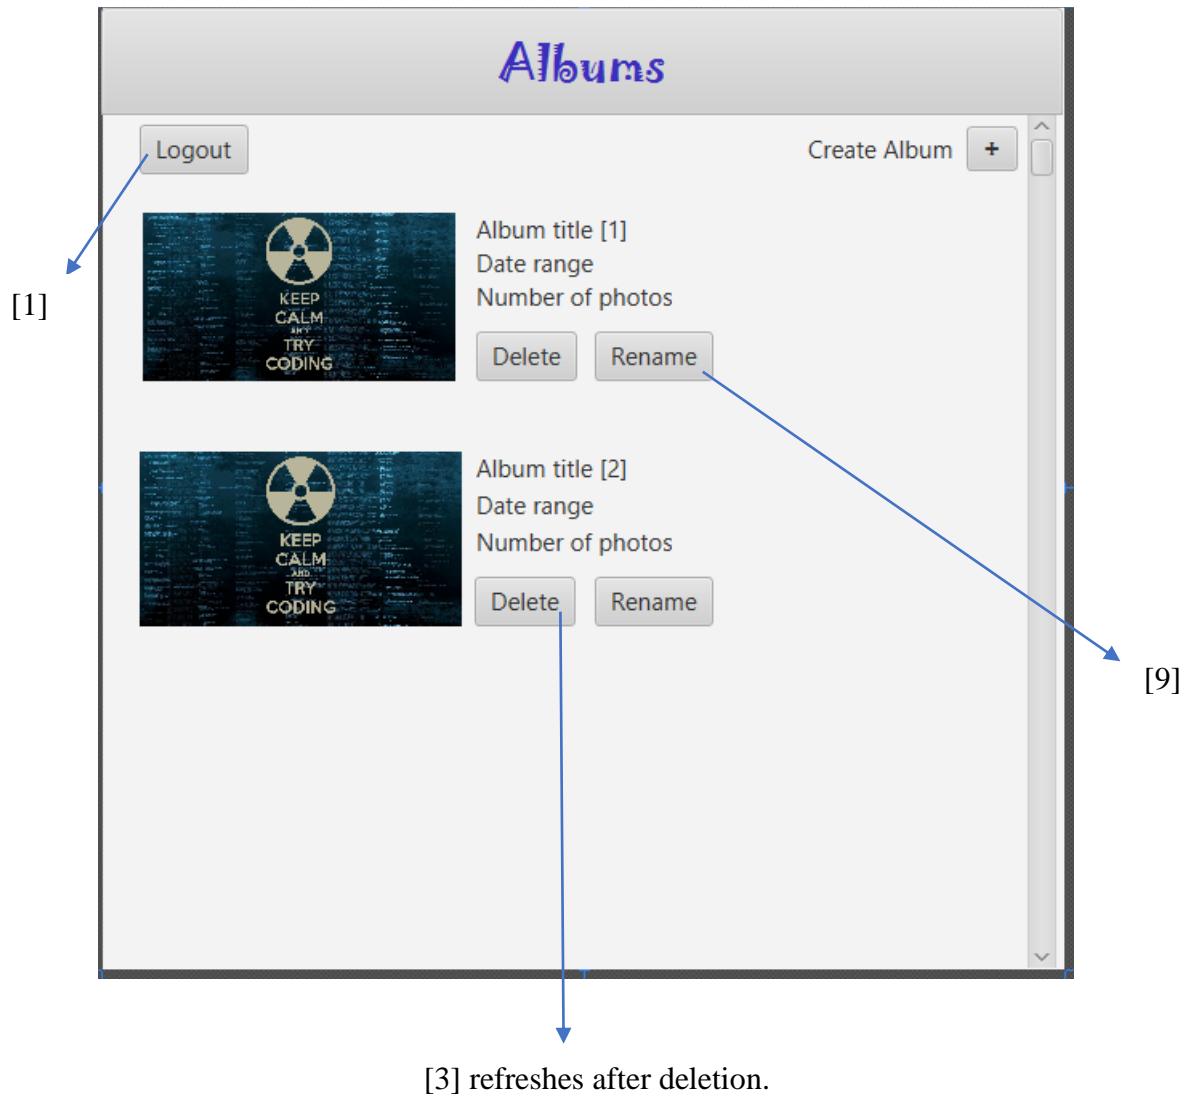 Albums
Logout
Create Album +
[1]
KEEP
CALM
AND
TRY
CODING
Album title [1]
Date range
Number of photos
Delete Rename
KEEP
CALM
AND
TRY
CODING
Album title [2]
Date range
Number of photos
Delete Rename
[9]
[3] refreshes after deletion.